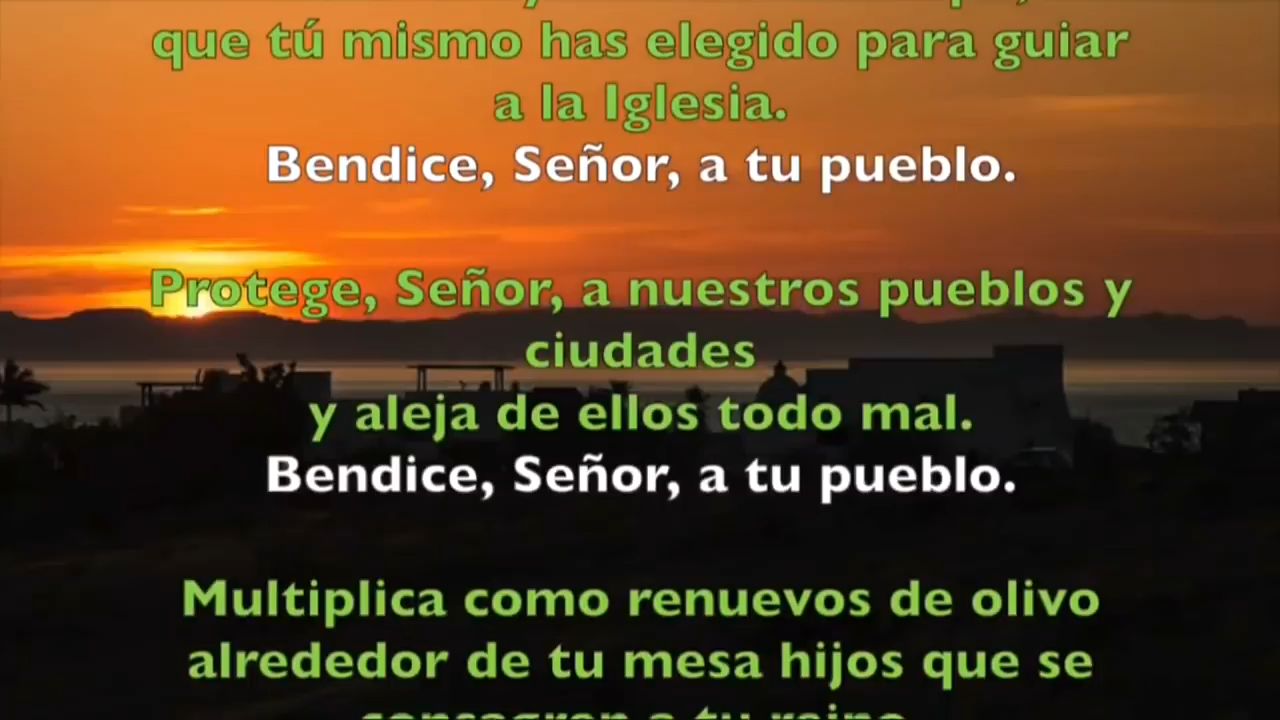 que tú mismo has elegido para guiar
a la Iglesia.
Bendice, Señor, a tu pueblo.
Protege, Señor, a nuestros pueblos y
ciudades
y aleja de ellos todo mal.
Bendice, Señor, a tu pueblo.
Multiplica como renuevos de olivo
alrededor de tu mesa hijos que se
consagren a tu reino